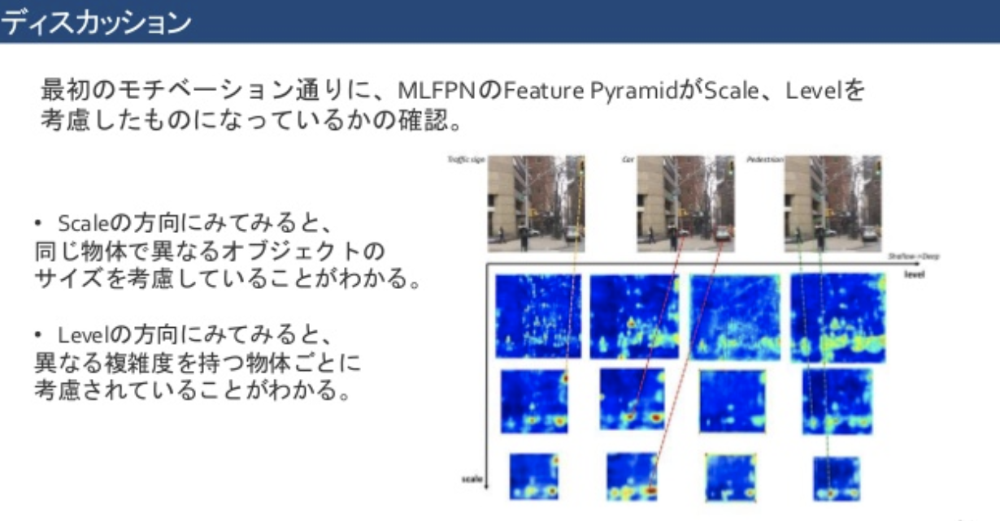 ディスカッション
最初のモチベーション通りに、MLFPNのFeature PyramidがScale、Levelを
考慮したものになっているかの確認。
Traffic sign
Car
Pedestrian
• Scaleの方向にみてみると、
同じ物体で異なるオブジェクトの
サイズを考慮していることがわかる。
Shallow->Deep
level
• Levelの方向にみてみると、
異なる複雑度を持つ物体ごとに
考慮されていることがわかる。
scale